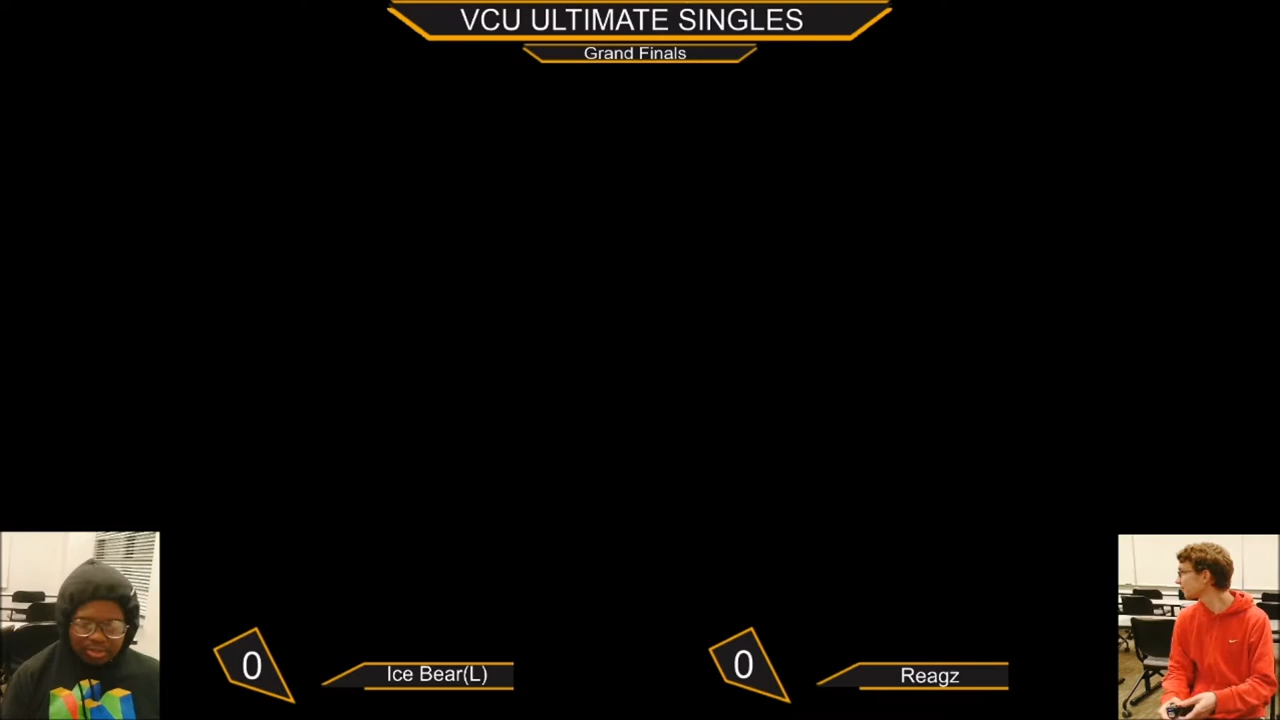 VCU ULTIMATE SINGLES
Grand Finals
0
Ice Bear(L)
0
Reagz